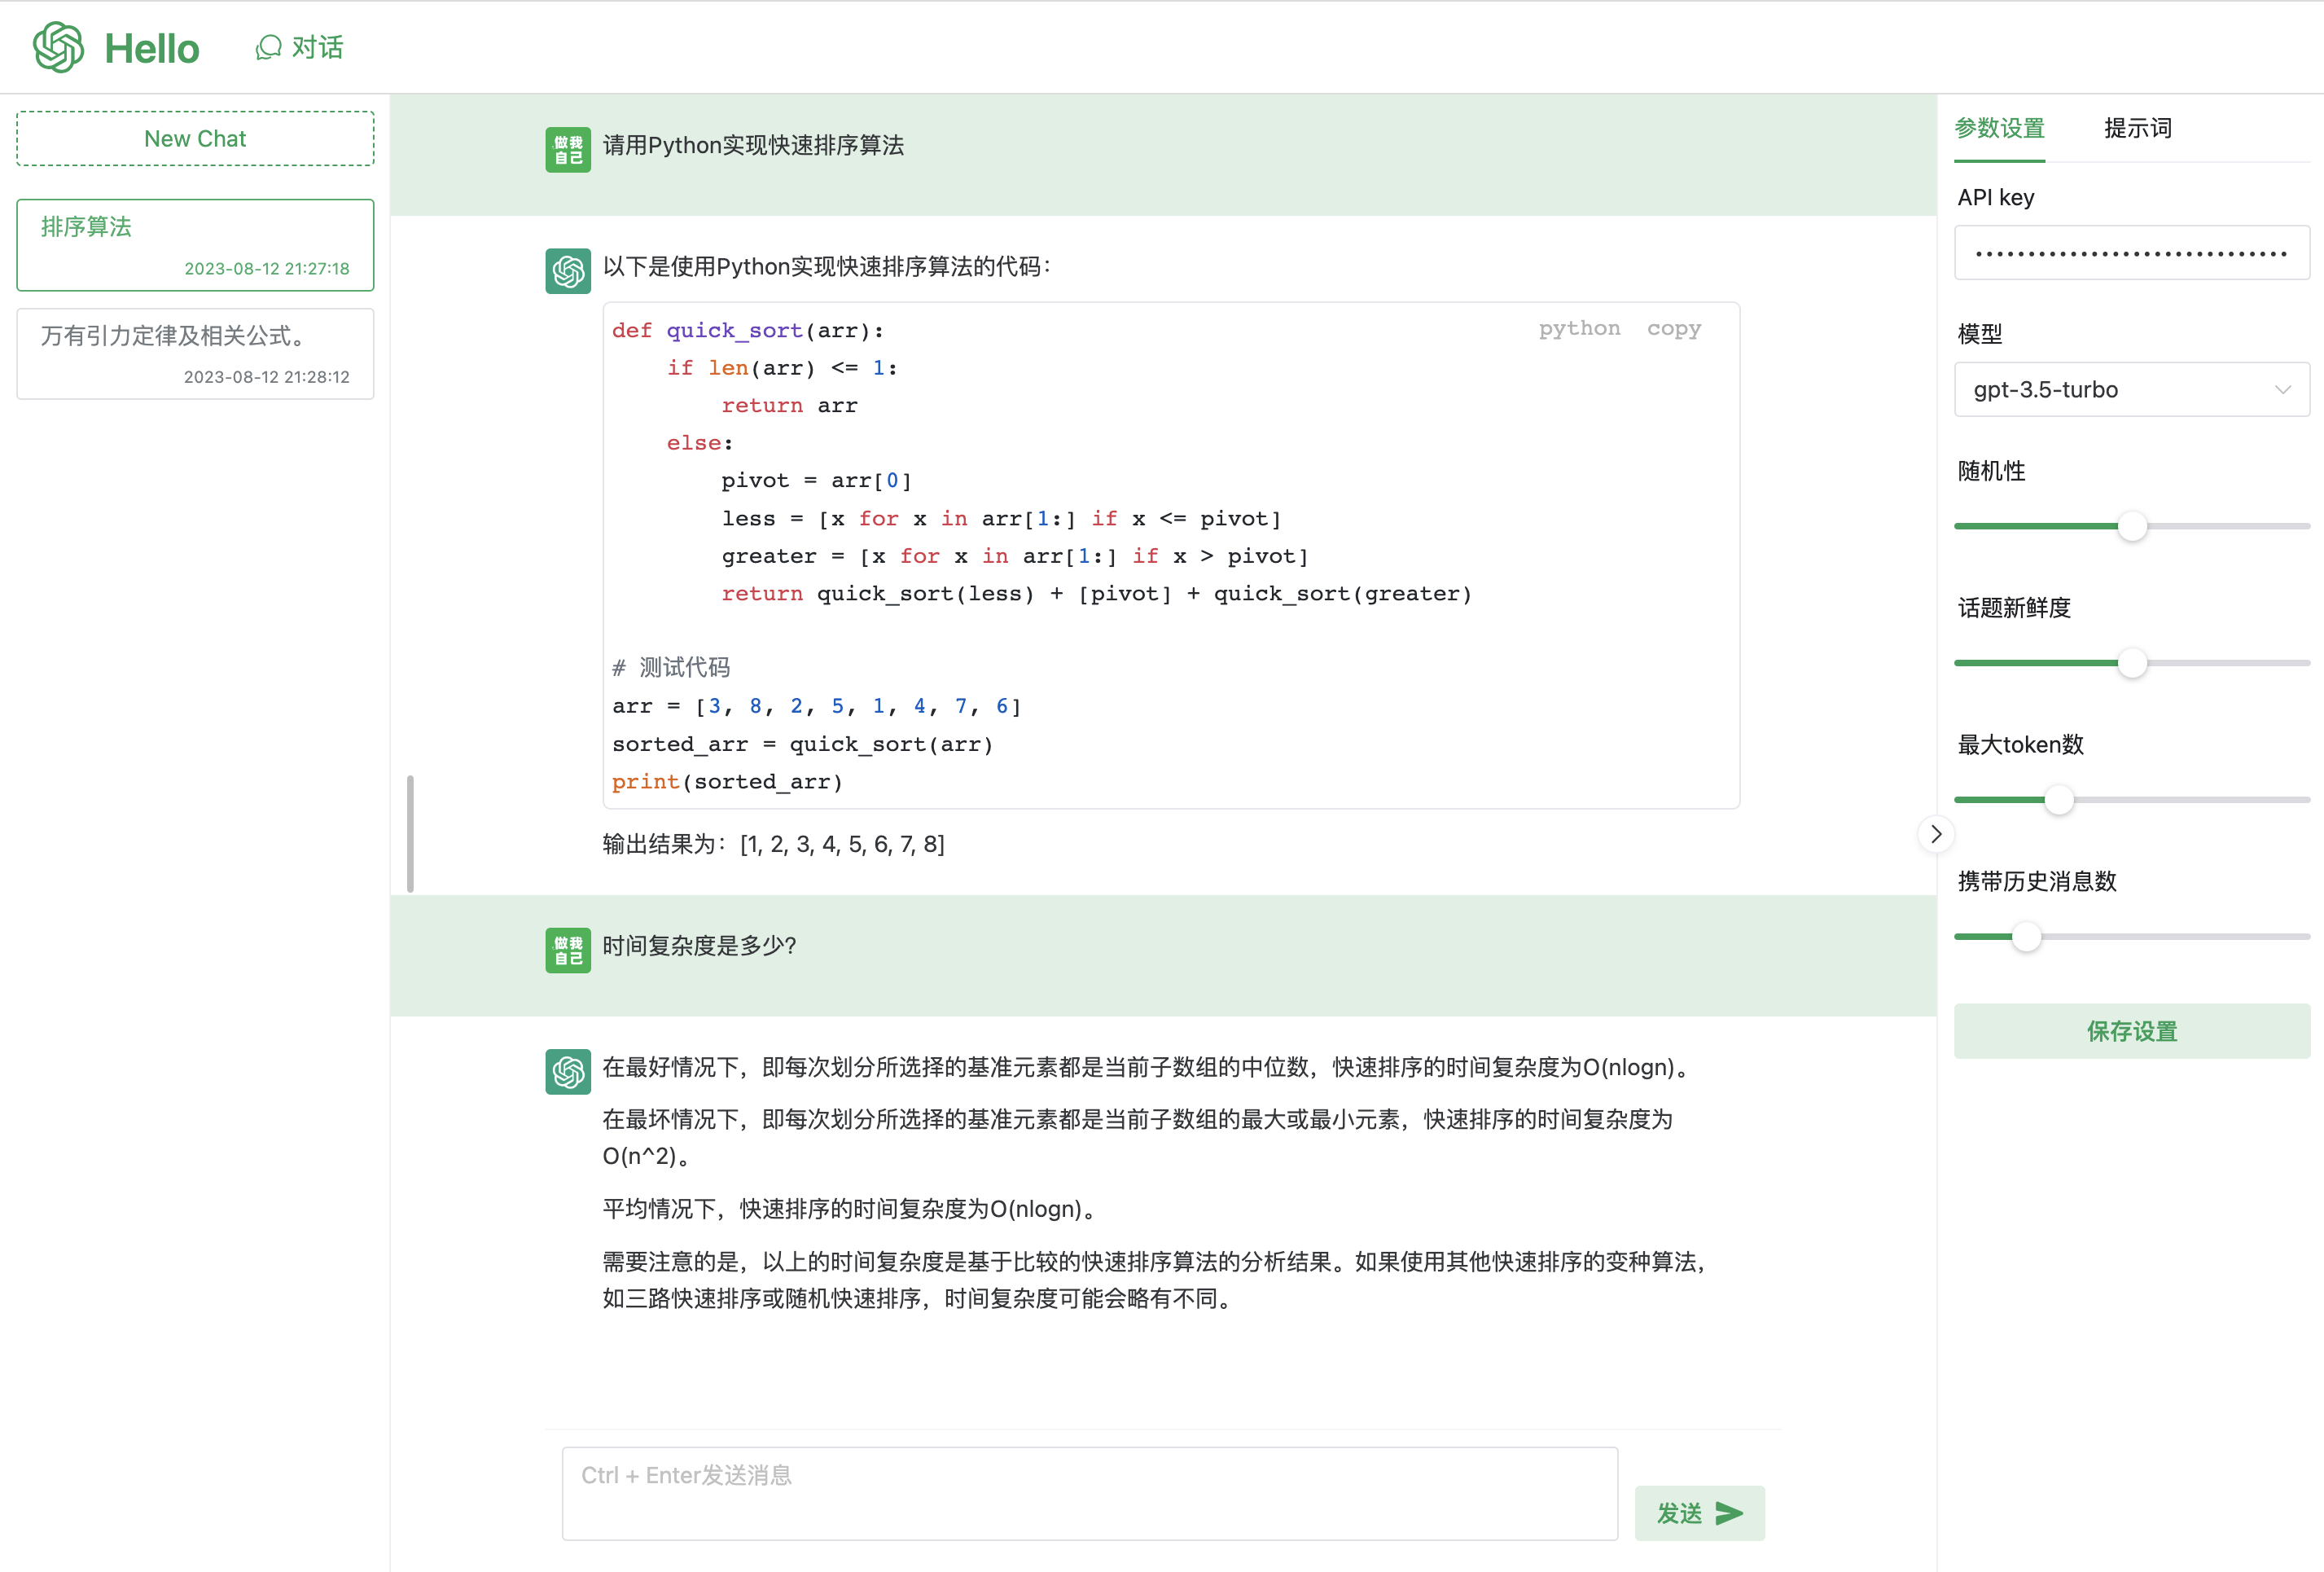 Hello
对话
New Chat
排序算法
2023-08-12 21:27:18
万有引力定律及相关公式。
2023-08-12 21:28:12
做我
自己
请用Python实现快速排序算法
以下是使用Python实现快速排序算法的代码：
python copy
def quick_sort(arr):
    if len(arr) <= 1:
        return arr
    else:
        pivot = arr[0]
        less = [x for x in arr[1:] if x <= pivot]
        greater = [x for x in arr[1:] if x > pivot]
        return quick_sort(less) + [pivot] + quick_sort(greater)
# 测试代码
arr = [3, 8, 2, 5, 1, 4, 7, 6]
sorted_arr = quick_sort(arr)
print(sorted_arr)
输出结果为：[1, 2, 3, 4, 5, 6, 7, 8]
做我
自己
时间复杂度是多少？
在最好情况下，即每次划分所选择的基准元素都是当前子数组的中位数，快速排序的时间复杂度为O(nlogn)。
在最坏情况下，即每次划分所选择的基准元素都是当前子数组的最大或最小元素，快速排序的时间复杂度为
O(n^2)。
平均情况下，快速排序的时间复杂度为O(nlogn)。
需要注意的是，以上的时间复杂度是基于比较的快速排序算法的分析结果。如果使用其他快速排序的变种算法，
如三路快速排序或随机快速排序，时间复杂度可能会略有不同。
Ctrl + Enter发送消息
发送
参数设置
提示词
API key
模型
gpt-3.5-turbo
随机性
话题新鲜度
最大token数
携带历史消息数
保存设置